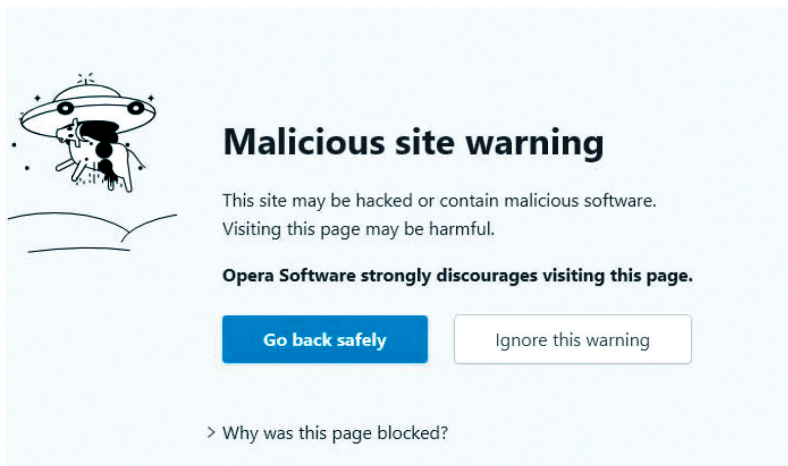 Malicious site warning
This site may be hacked or contain malicious software.
Visiting this page may be harmful.
Opera Software strongly discourages visiting this page.
Go back safely
Ignore this warning
Why was this page blocked?